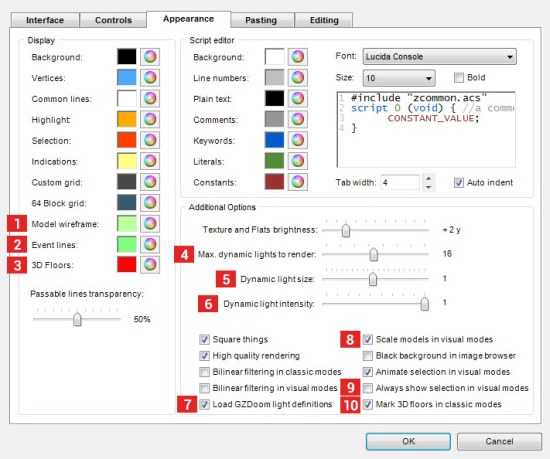 Interface Controls Appearance Pasting Editing
Display
Background:
Vertices:
Common lines:
Highlight:
Selection:
Indications:
Custom grid:
64 Block grid:
1 Model wireframe:
2 Event lines:
3 3D Floors:
Passable lines transparency:
50%
Script editor
Background:
Line numbers:
Plain text:
Comments:
Keywords:
Literals:
Constants:
Font: Lucida Console
Size: 10 Bold
1 #include "zcommon.acs"
2 script 0 (void) { //a comme
3 CONSTANT_VALUE;
4 }
Tab width: 4 Auto indent
Additional Options
Texture and Flats brightness: + 2 y
4 Max. dynamic lights to render: 16
5 Dynamic light size: 1
6 Dynamic light intensity: 1
Square things
High quality rendering
Bilinear filtering in classic modes
Bilinear filtering in visual modes
7 Load GZDoom light definitions
8 Scale models in visual modes
Black background in image browser
Animate selection in visual modes
9 Always show selection in visual modes
10 Mark 3D floors in classic modes
OK Cancel